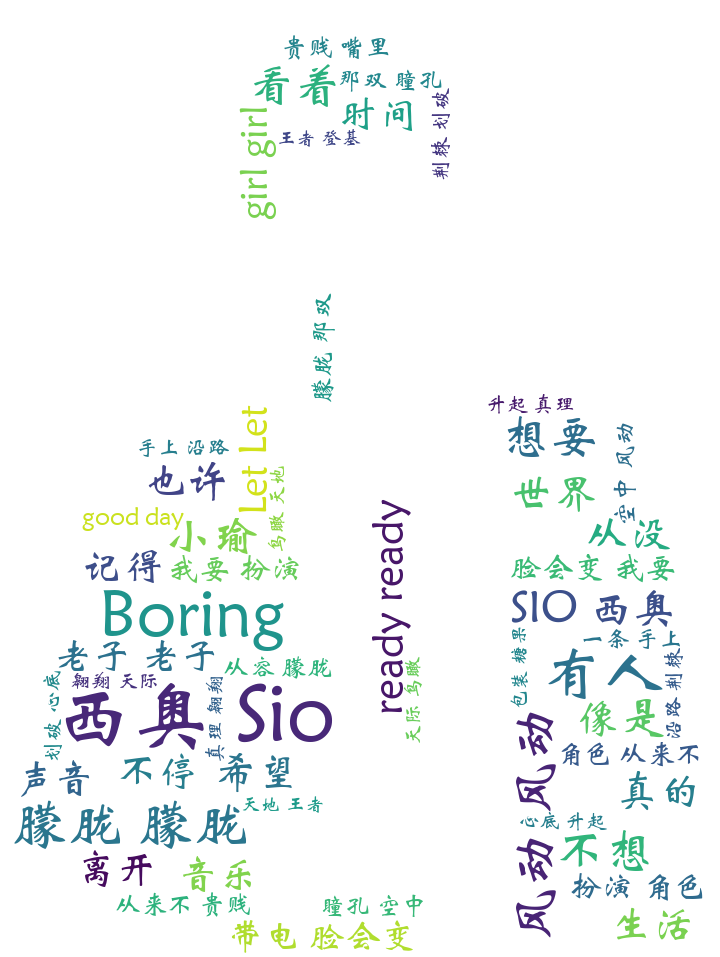 贵贱 嘴里
看着
那双 瞳孔
时间
荆棘 划破
王者 登基
girl girl
朦胧 那双
升起 真理
Let Let
手上 沿路
想要
空中 风动
也许
世界
鸟瞰 天地
good day
小瑜
ready ready
从没
记得
我要 扮演
脸会变 我要
Boring
SIO 西奥
包装 糖果
一条 手上
老子 老子
从容 朦胧
有人
沿路 荆棘
翱翔 天际
划破 心底
真理 翱翔
天际 鸟瞰
西奥 Sio
像是
风动 风动
角色 从来不
声音
不停 希望
真的
天地 王者
朦胧 朦胧
心底 升起
不想
离开
音乐
扮演 角色
从来不 贵贱
瞳孔 空中
带电 脸会变
生活